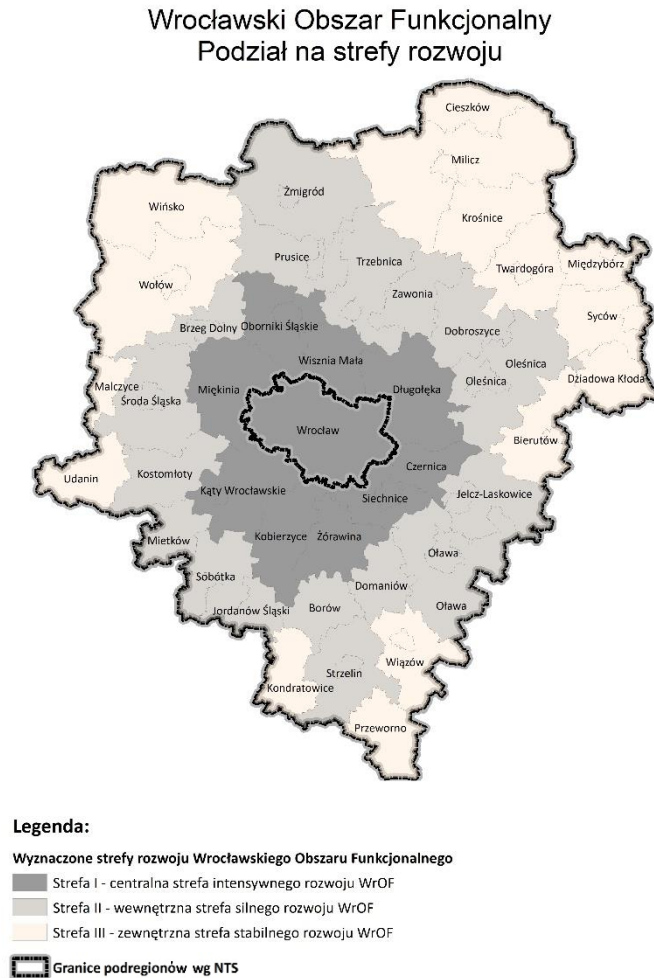 Wrocławski Obszar Funkcjonalny
Podział na strefy rozwoju
Cieszków
Milicz
Żmigród
Wińsko
Krośnice
Prusice
Trzebnica
Twardogóra
Międzybórz
Wołów
Zawonia
Syców
Brzeg Dolny
Oborniki Śląskie
Dobroszyce
Wisznia Mała
Oleśnica
Malczyce
Miękinia
Długołęka
Oleśnica
Dziadowa Kłoda
Środa Śląska
Wrocław
Bierutów
Udanin
Kostomłoty
Czernica
Kąty Wrocławskie
Siechnice
Jelcz-Laskowice
Mietków
Kobierzyce
Żórawina
Oława
Sobótka
Domaniów
Jordanów Śląski
Borów
Oława
Wiązów
Strzelin
Kondratowice
Przeworno
Legenda:
Wyznaczone strefy rozwoju Wrocławskiego Obszaru Funkcjonalnego
Strefa I - centralna strefa intensywnego rozwoju WrOF
Strefa II - wewnętrzna strefa silnego rozwoju WrOF
Strefa III - zewnętrzna strefa stabilnego rozwoju WrOF
Granice podregionów wg NTS